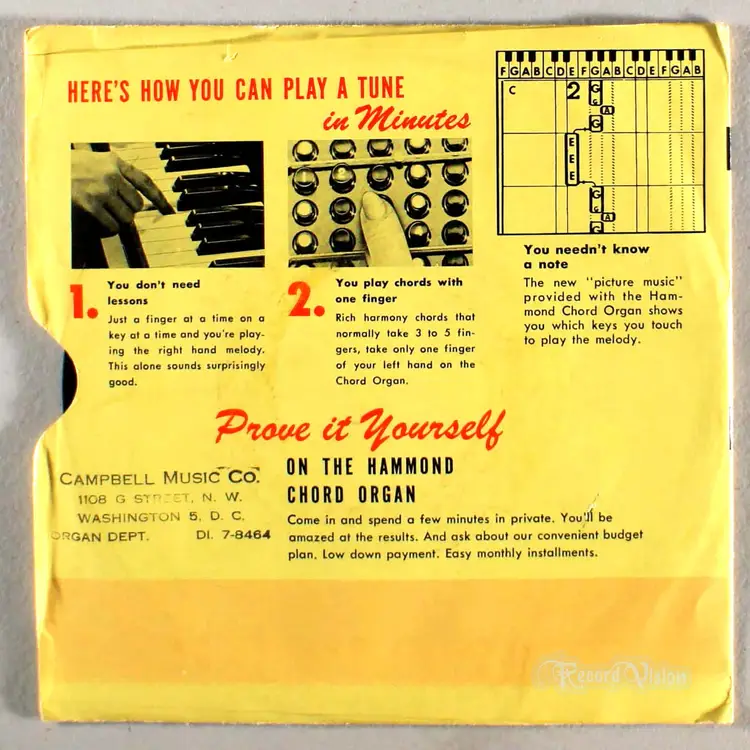 HERE'S HOW YOU CAN PLAY A TUNE
in Minutes
F G A B C D E F G A B C D E F G A B
C
2
G
G
A
G
E
E
E
G
G
A
G
1.
You don't need
lessons
Just a finger at a time on a
key at a time and you're play-
ing the right hand melody.
This alone sounds surprisingly
good.
2.
You play chords with
one finger
Rich harmony chords that
normally take 3 to 5 fin-
gers, take only one finger
of your left hand on the
Chord Organ.
You needn't know
a note
The new "picture music"
provided with the Ham-
mond Chord Organ shows
you which keys you touch
to play the melody.
Prove it Yourself
ON THE HAMMOND
CHORD ORGAN
Come in and spend a few minutes in private. You'll be
amazed at the results. And ask about our convenient budget
plan. Low down payment. Easy monthly installments.
CAMPBELL MUSIC CO.
1108 G STREET, N. W.
WASHINGTON 5, D. C.
ORGAN DEPT. DI. 7-8464
Record Vision